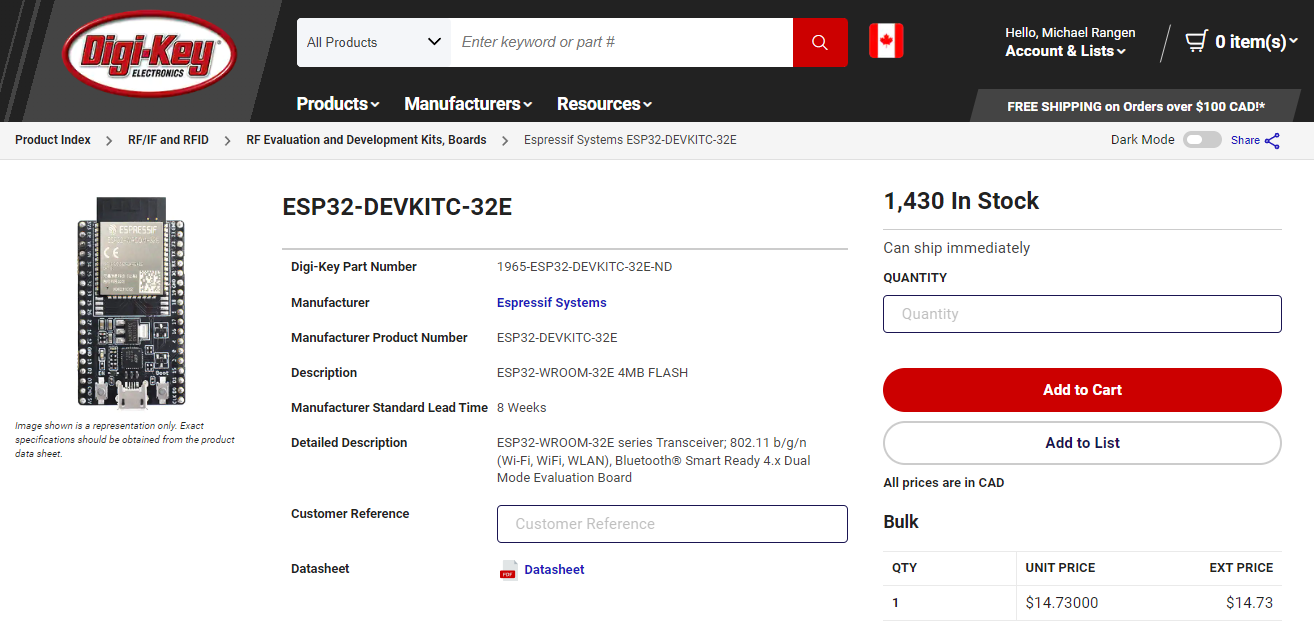 Digi-Key®
ELECTRONICS
All Products
Enter keyword or part #
Hello, Michael Rangen
Account & Lists
0 item(s)
Products
Manufacturers
Resources
FREE SHIPPING on Orders over $100 CAD!*
Product Index > RF/IF and RFID > RF Evaluation and Development Kits, Boards > Espressif Systems ESP32-DEVKITC-32E
Dark Mode
Share
ESPRESSIF
CE
Image shown is a representation only. Exact
specifications should be obtained from the product
data sheet.
ESP32-DEVKITC-32E
Digi-Key Part Number 1965-ESP32-DEVKITC-32E-ND
Manufacturer Espressif Systems
Manufacturer Product Number ESP32-DEVKITC-32E
Description ESP32-WROOM-32E 4MB FLASH
Manufacturer Standard Lead Time 8 Weeks
Detailed Description ESP32-WROOM-32E series Transceiver; 802.11 b/g/n
(Wi-Fi, WiFi, WLAN), Bluetooth® Smart Ready 4.x Dual
Mode Evaluation Board
Customer Reference Customer Reference
Datasheet PDF Datasheet
1,430 In Stock
Can ship immediately
QUANTITY
Quantity
Add to Cart
Add to List
All prices are in CAD
Bulk
QTY UNIT PRICE EXT PRICE
1 $14.73000 $14.73